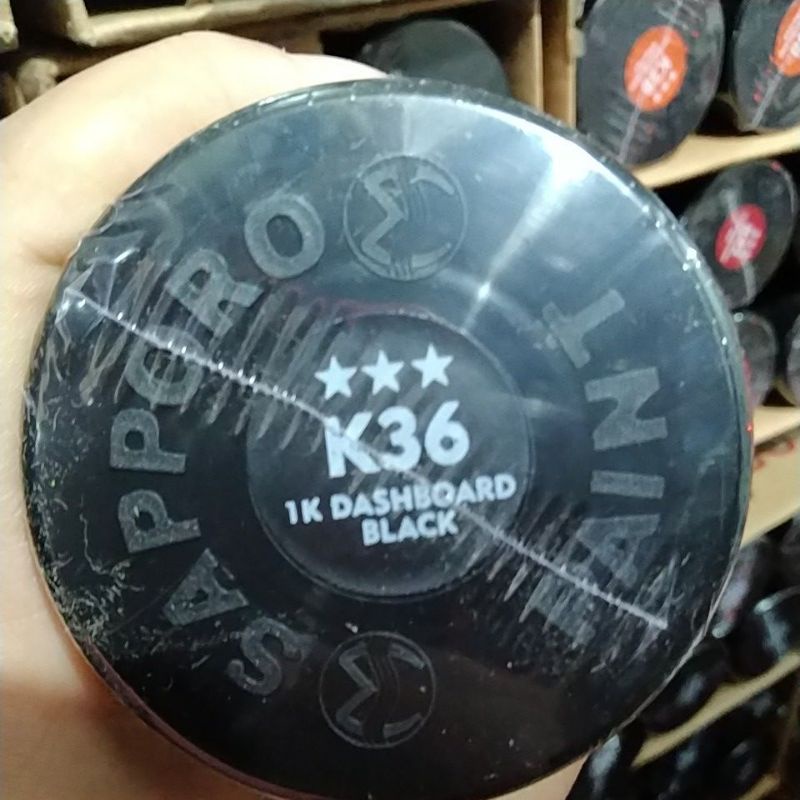 SAPPORO
PAINT
★★★
K36
1K DASHBOARD
BLACK